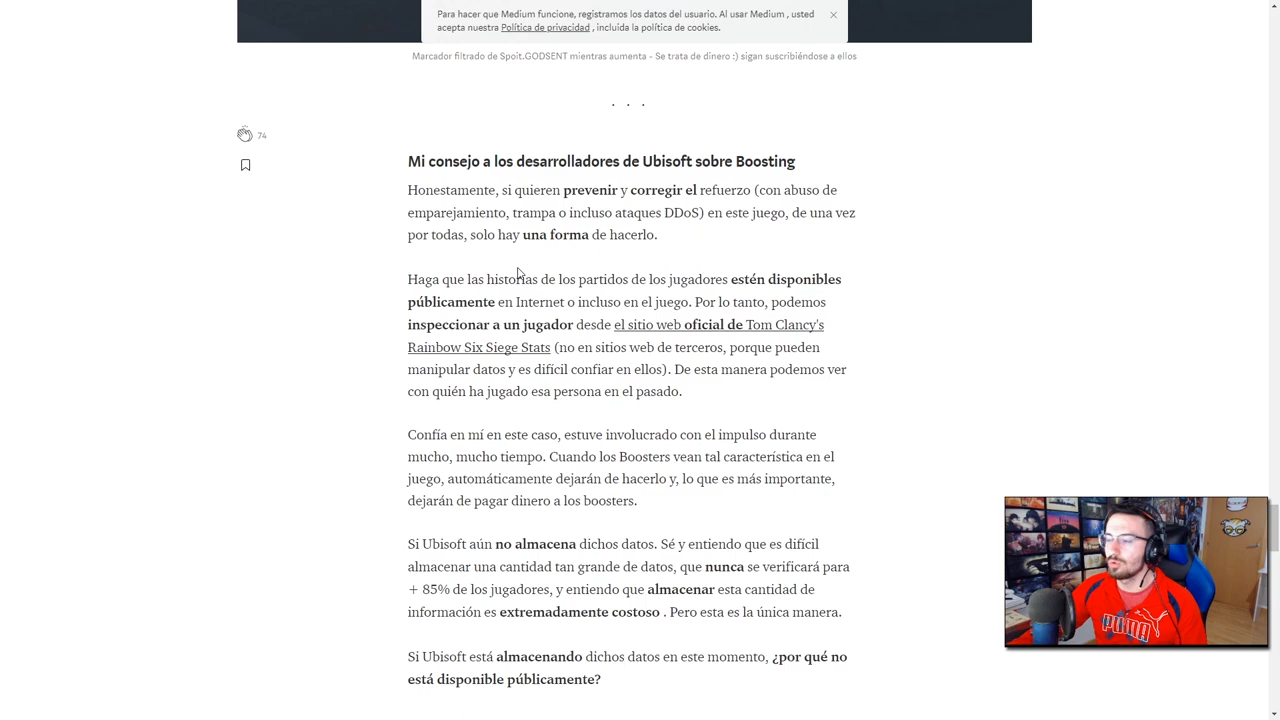 Para hacer que Medium funcione, registramos los datos del usuario. Al usar Medium , usted
acepta nuestra Política de privacidad , incluida la política de cookies.
Marcador filtrado de Spoit.GODSENT mientras aumenta - Se trata de dinero :) sigan suscribiéndose a ellos
. . .
74
Mi consejo a los desarrolladores de Ubisoft sobre Boosting
Honestamente, si quieren prevenir y corregir el refuerzo (con abuso de
emparejamiento, trampa o incluso ataques DDoS) en este juego, de una vez
por todas, solo hay una forma de hacerlo.
Haga que las historias de los partidos de los jugadores estén disponibles
públicamente en Internet o incluso en el juego. Por lo tanto, podemos
inspeccionar a un jugador desde el sitio web oficial de Tom Clancy's
Rainbow Six Siege Stats (no en sitios web de terceros, porque pueden
manipular datos y es difícil confiar en ellos). De esta manera podemos ver
con quién ha jugado esa persona en el pasado.
Confía en mí en este caso, estuve involucrado con el impulso durante
mucho, mucho tiempo. Cuando los Boosters vean tal característica en el
juego, automáticamente dejarán de hacerlo y, lo que es más importante,
dejarán de pagar dinero a los boosters.
Si Ubisoft aún no almacena dichos datos. Sé y entiendo que es difícil
almacenar una cantidad tan grande de datos, que nunca se verificará para
+ 85% de los jugadores, y entiendo que almacenar esta cantidad de
información es extremadamente costoso . Pero esta es la única manera.
Si Ubisoft está almacenando dichos datos en este momento, ¿por qué no
está disponible públicamente?
PUMA